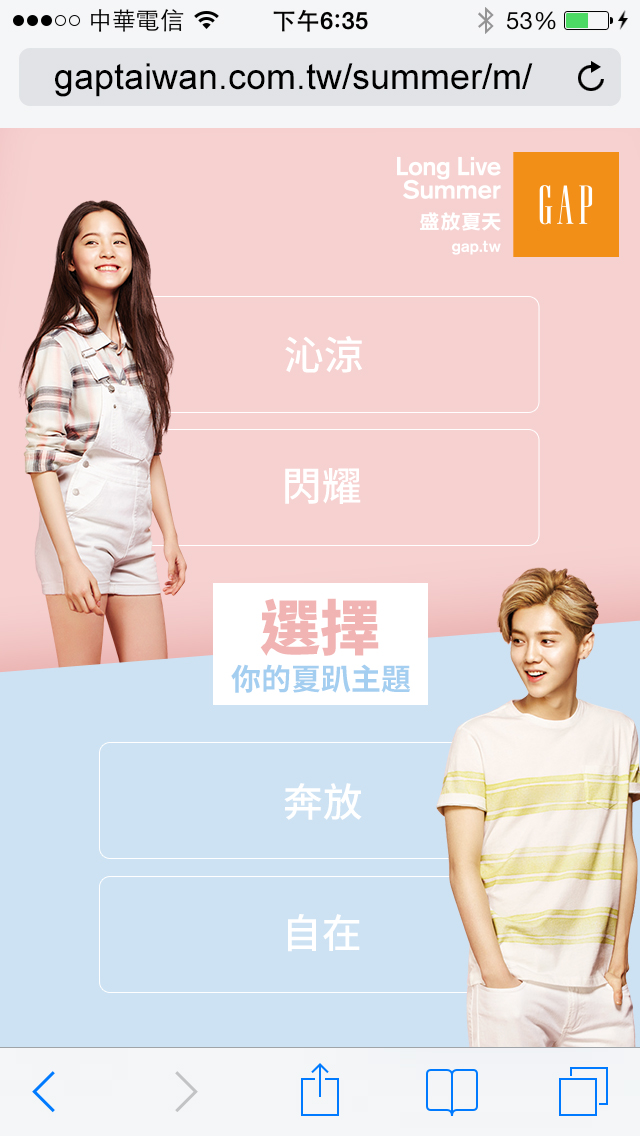 中華電信
下午6:35
53%
gaptaiwan.com.tw/summer/m/
Long Live
Summer
盛放夏天
gap.tw
GAP
沁涼
閃耀
選擇
你的夏趴主題
奔放
自在